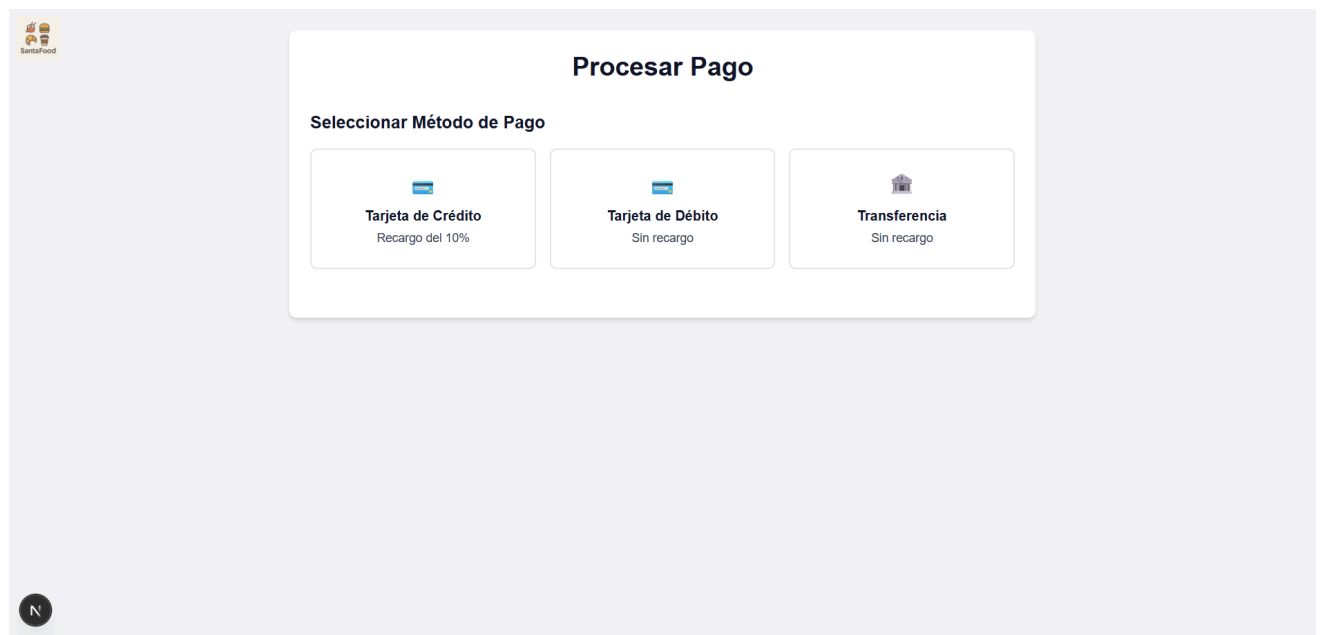 SantaFood
Procesar Pago
Seleccionar Método de Pago
Tarjeta de Crédito
Recargo del 10%
Tarjeta de Débito
Sin recargo
Transferencia
Sin recargo
N